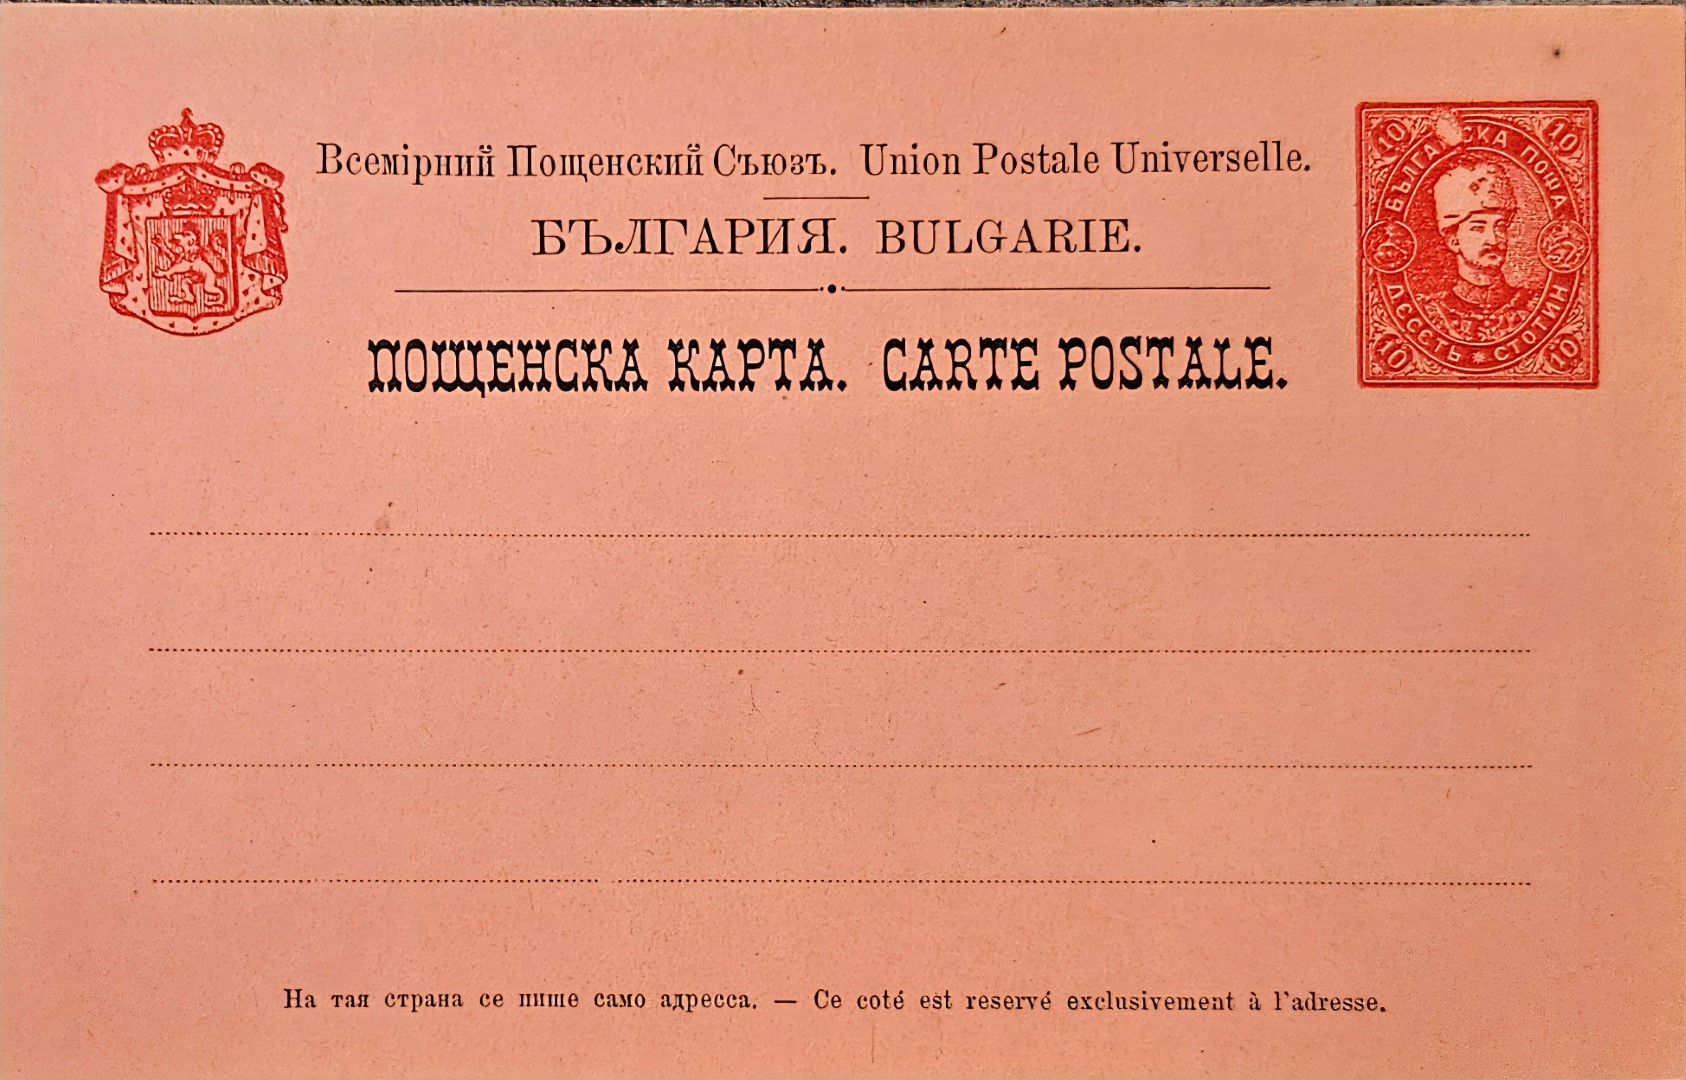 Всемірний Пощенский Съюзъ. Union Postale Universelle.
БЪЛГАРИЯ. BULGARIE.
ПОЩЕНСКА КАРТА. CARTE POSTALE.
10 10
ПОЩА
ДЕСЕТЬ * СТОТИН
10 10
На тая страна се пише само адресса. — Ce coté est reservé exclusivement à l'adresse.